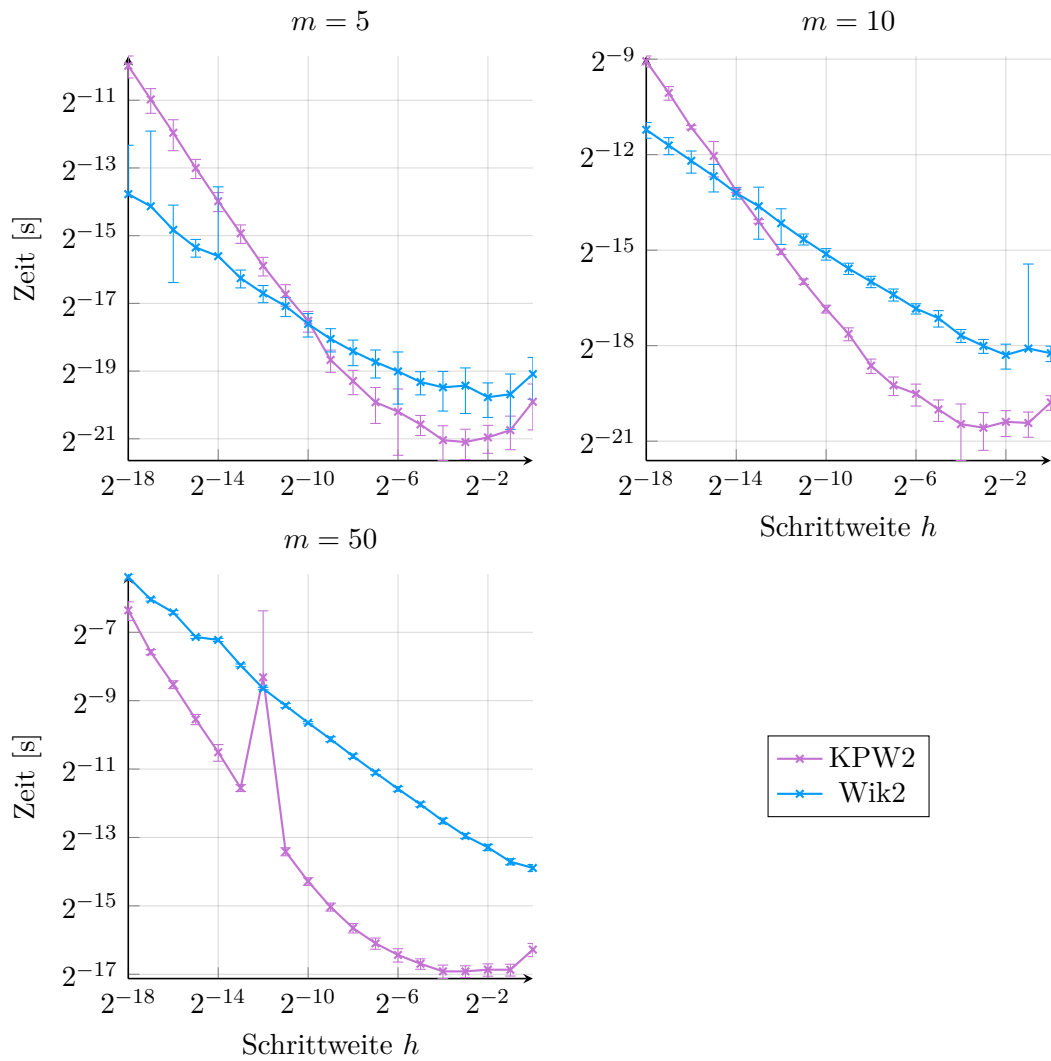 m = 5
m = 10
2^−11
2^−13
2^−15
2^−17
2^−19
2^−21
Zeit [s]
2^−18 2^−14 2^−10 2^−6 2^−2
2^−9
2^−12
2^−15
2^−18
2^−21
2^−18 2^−14 2^−10 2^−6 2^−2
Schrittweite h
m = 50
2^−7
2^−9
2^−11
2^−13
2^−15
2^−17
Zeit [s]
2^−18 2^−14 2^−10 2^−6 2^−2
Schrittweite h
KPW2
Wik2